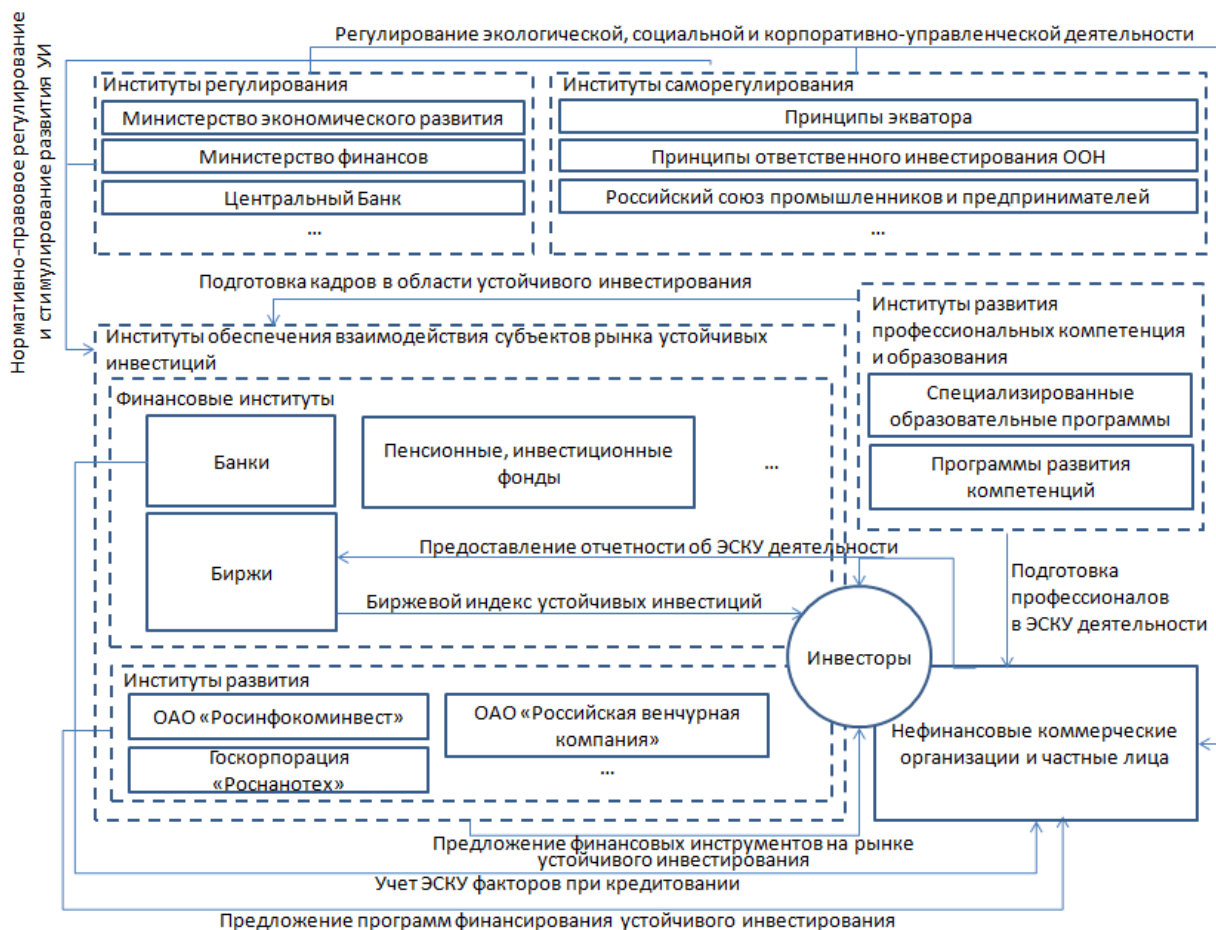 Регулирование экологической, социальной и корпоративно-управленческой деятельности
Нормативно-правовое регулирование
и стимулирование развития УИ
Институты регулирования
Министерство экономического развития
Министерство финансов
Центральный Банк
...
Институты саморегулирования
Принципы экватора
Принципы ответственного инвестирования ООН
Российский союз промышленников и предпринимателей
...
Подготовка кадров в области устойчивого инвестирования
Институты развития
профессиональных компетенция
и образования
Специализированные
образовательные программы
Программы развития
компетенций
Институты обеспечения взаимодействия субъектов рынка устойчивых
инвестиций
Финансовые институты
Банки
Пенсионные, инвестиционные
фонды
...
Биржи
Предоставление отчетности об ЭСКУ деятельности
Биржевой индекс устойчивых инвестиций
Подготовка
профессионалов
в ЭСКУ деятельности
Инвесторы
Институты развития
ОАО «Росинфокоминвест»
ОАО «Российская венчурная
компания»
Госкорпорация
«Роснанотех»
...
Нефинансовые коммерческие
организации и частные лица
Предложение финансовых инструментов на рынке
устойчивого инвестирования
Учет ЭСКУ факторов при кредитовании
Предложение программ финансирования устойчивого инвестирования